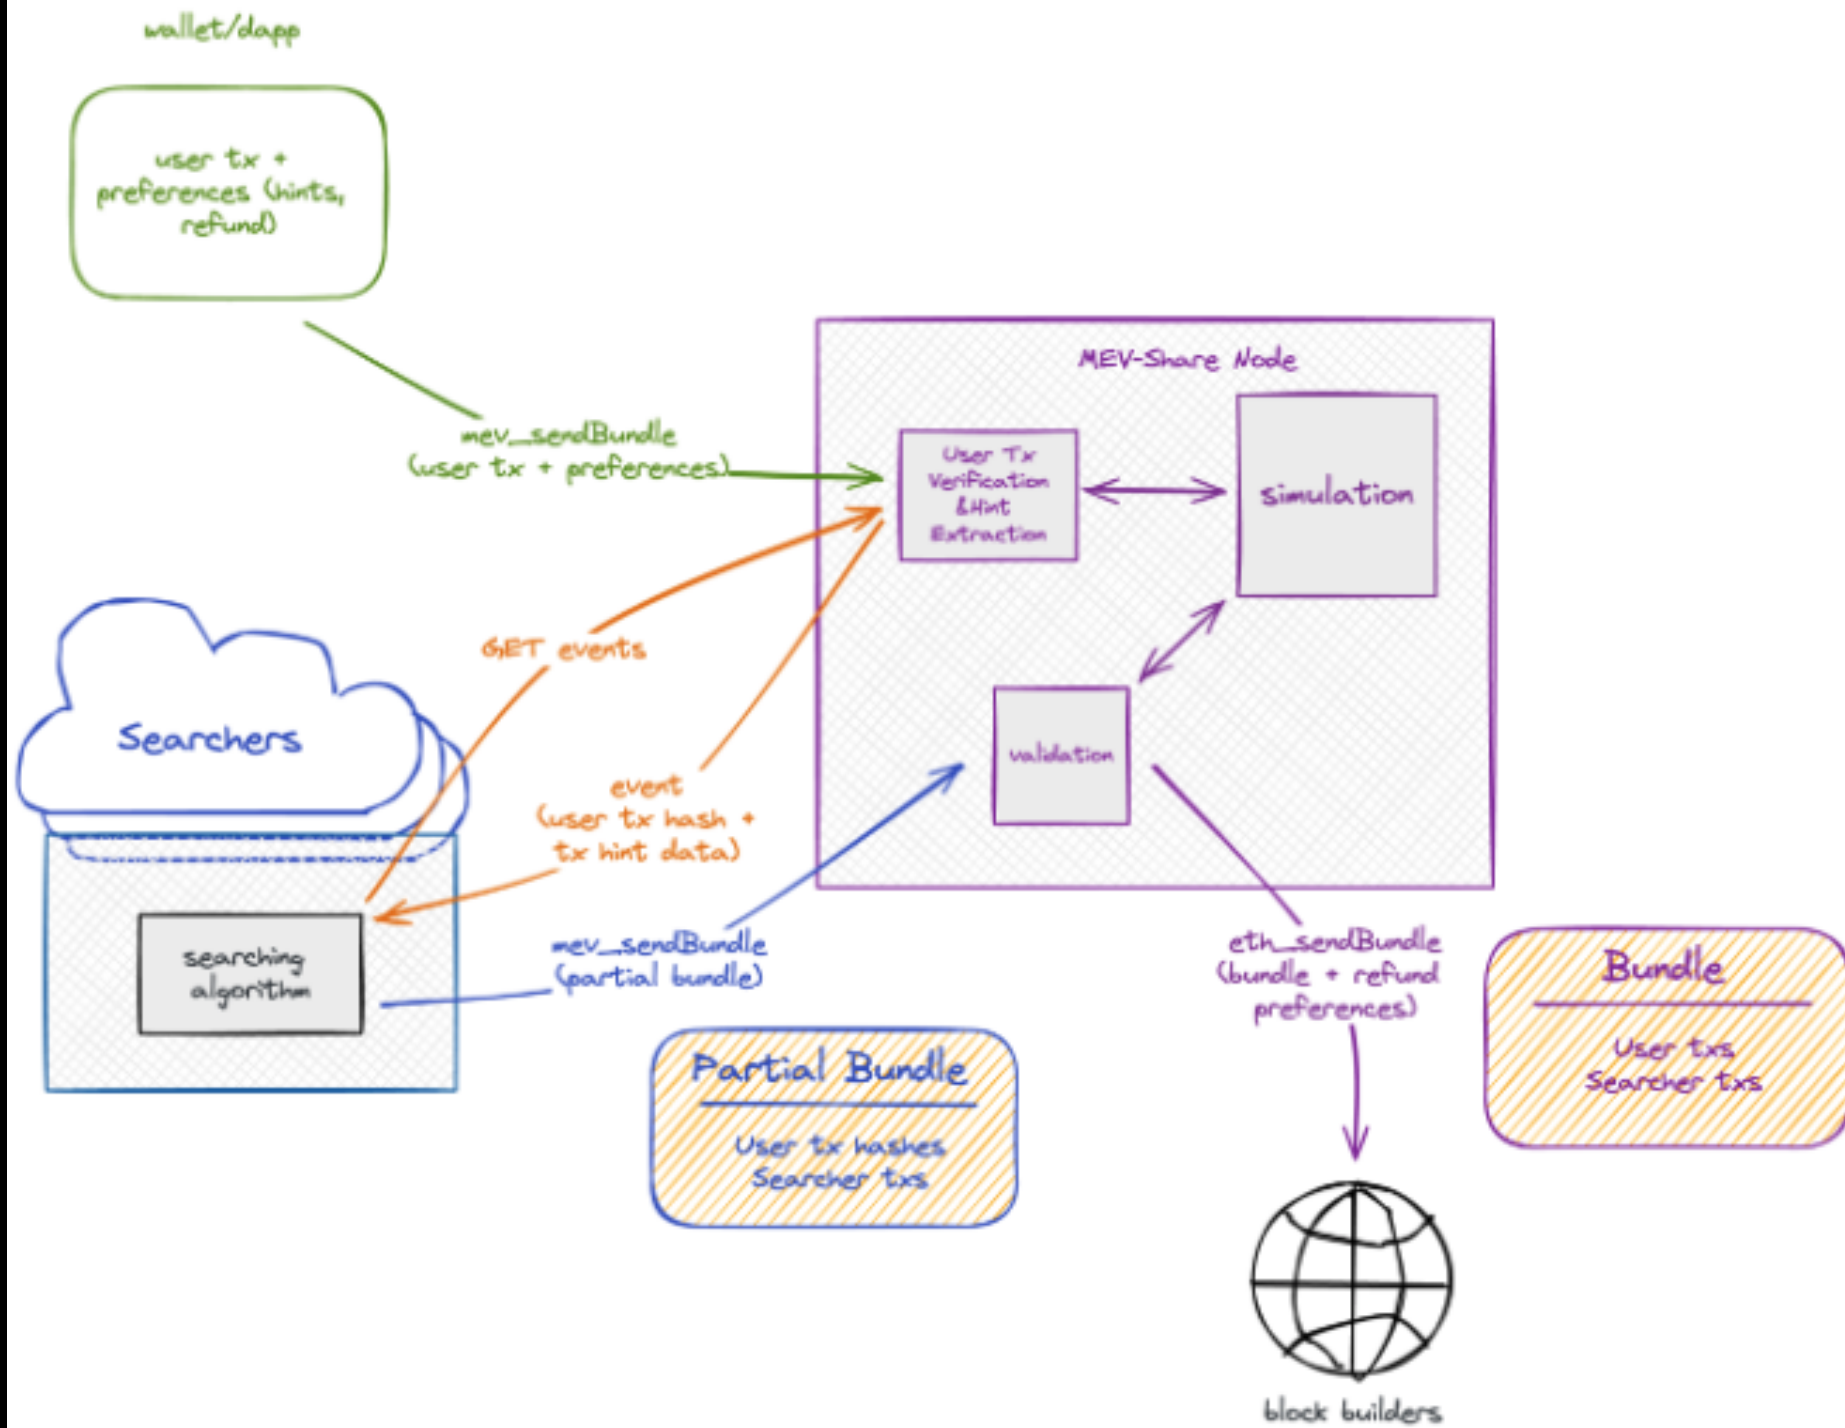 wallet/dapp
user tx +
preferences (hints,
refund)
mev_sendBundle
(user tx + preferences)
MEV-Share Node
User Tx
Verification
&Hint
Extraction
simulation
validation
GET events
event
(user tx hash +
tx hint data)
Searchers
searching
algorithm
mev_sendBundle
(partial bundle)
Partial Bundle
User tx hashes
Searcher txs
eth_sendBundle
(bundle + refund
preferences)
Bundle
User txs
Searcher txs
block builders